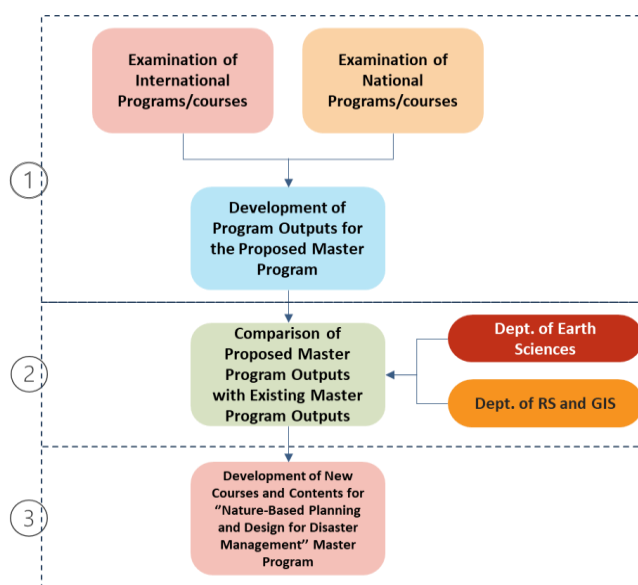 Examination of
International
Programs/courses
Examination of
National
Programs/courses
1
Development of
Program Outputs for
the Proposed Master
Program
2
Comparison of
Proposed Master
Program Outputs
with Existing Master
Program Outputs
Dept. of Earth
Sciences
Dept. of RS and GIS
3
Development of New
Courses and Contents for
“Nature-Based Planning
and Design for Disaster
Management” Master
Program